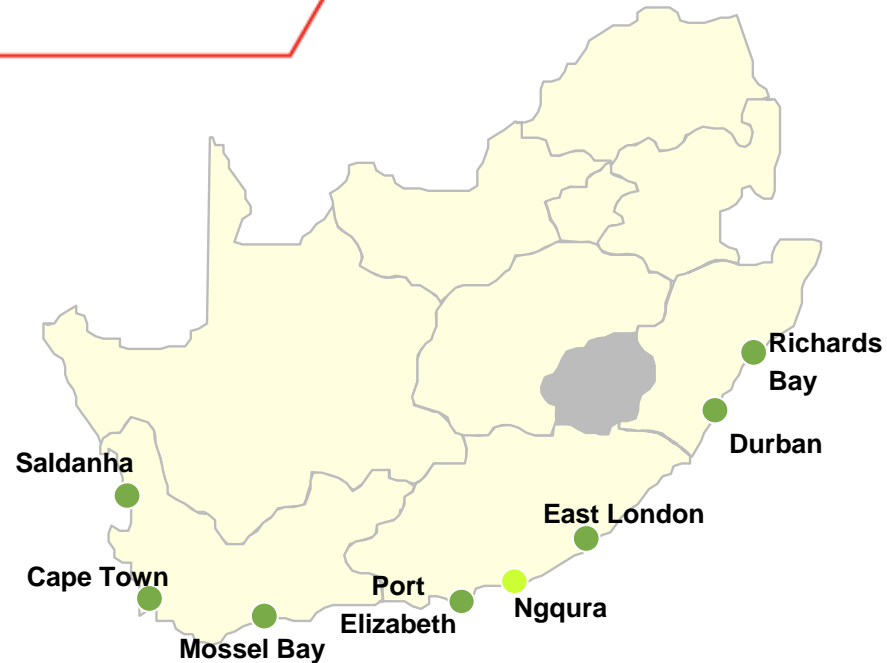 Richards
Bay
Durban
Saldanha
East London
Cape Town
Port
Elizabeth
Ngqura
Mossel Bay